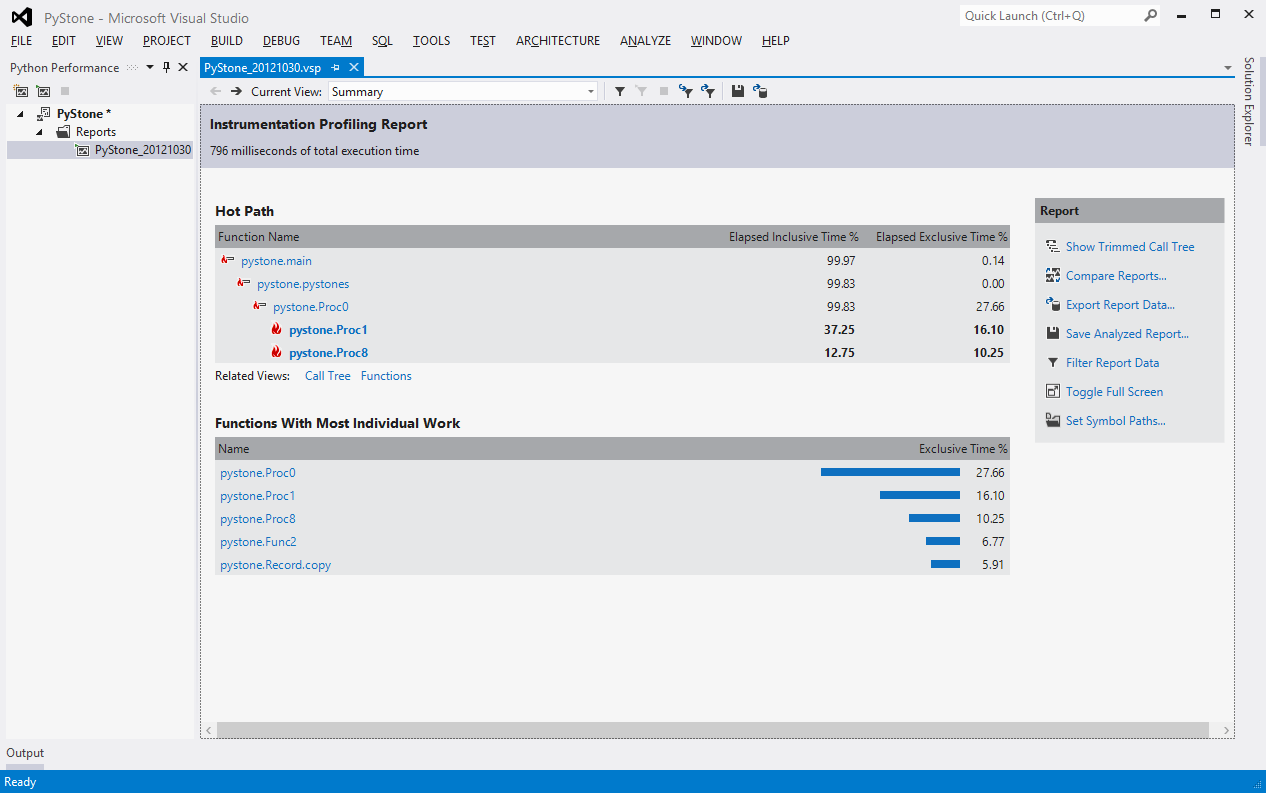 PyStone - Microsoft Visual Studio
Quick Launch (Ctrl+Q)
FILE EDIT VIEW PROJECT BUILD DEBUG TEAM SQL TOOLS TEST ARCHITECTURE ANALYZE WINDOW HELP
Python Performance
PyStone_20121030.vsp
Solution Explorer
Current View: Summary
PyStone *
Reports
PyStone_20121030
Instrumentation Profiling Report
796 milliseconds of total execution time
Hot Path
Function Name Elapsed Inclusive Time % Elapsed Exclusive Time %
pystone.main 99.97 0.14
pystone.pystones 99.83 0.00
pystone.Proc0 99.83 27.66
pystone.Proc1 37.25 16.10
pystone.Proc8 12.75 10.25
Related Views: Call Tree Functions
Functions With Most Individual Work
Name Exclusive Time %
pystone.Proc0 27.66
pystone.Proc1 16.10
pystone.Proc8 10.25
pystone.Func2 6.77
pystone.Record.copy 5.91
Report
Show Trimmed Call Tree
Compare Reports...
Export Report Data...
Save Analyzed Report...
Filter Report Data
Toggle Full Screen
Set Symbol Paths...
Output
Ready